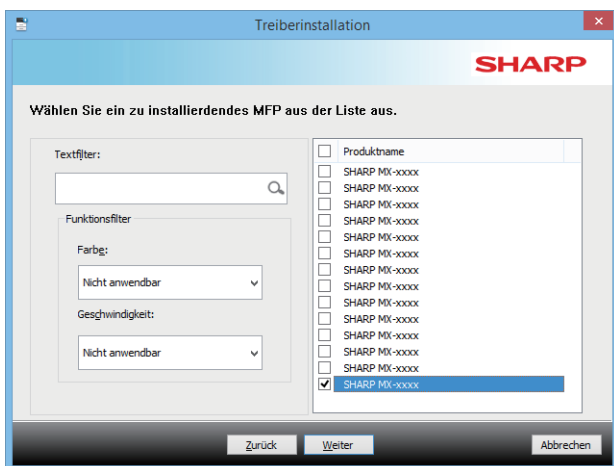 Treiberinstallation
SHARP
Wählen Sie ein zu installierdendes MFP aus der Liste aus.
Textfilter:
Funktionsfilter
Farbe:
Nicht anwendbar
Geschwindigkeit:
Nicht anwendbar
Produktname
SHARP MX-xxxx
SHARP MX-xxxx
SHARP MX-xxxx
SHARP MX-xxxx
SHARP MX-xxxx
SHARP MX-xxxx
SHARP MX-xxxx
SHARP MX-xxxx
SHARP MX-xxxx
SHARP MX-xxxx
SHARP MX-xxxx
SHARP MX-xxxx
SHARP MX-xxxx
SHARP MX-xxxx
Zurück Weiter Abbrechen